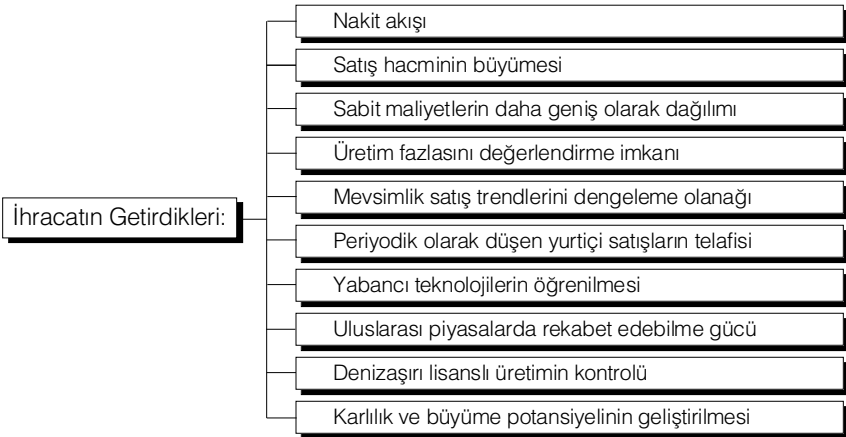 İhracatın Getirdikleri:
Nakit akışı
Satış hacminin büyümesi
Sabit maliyetlerin daha geniş olarak dağılımı
Üretim fazlasını değerlendirme imkanı
Mevsimlik satış trendlerini dengeleme olanağı
Periyodik olarak düşen yurtiçi satışların telafisi
Yabancı teknolojilerin öğrenilmesi
Uluslarası piyasalarda rekabet edebilme gücü
Denizaşırı lisanslı üretimin kontrolü
Karlılık ve büyüme potansiyelinin geliştirilmesi